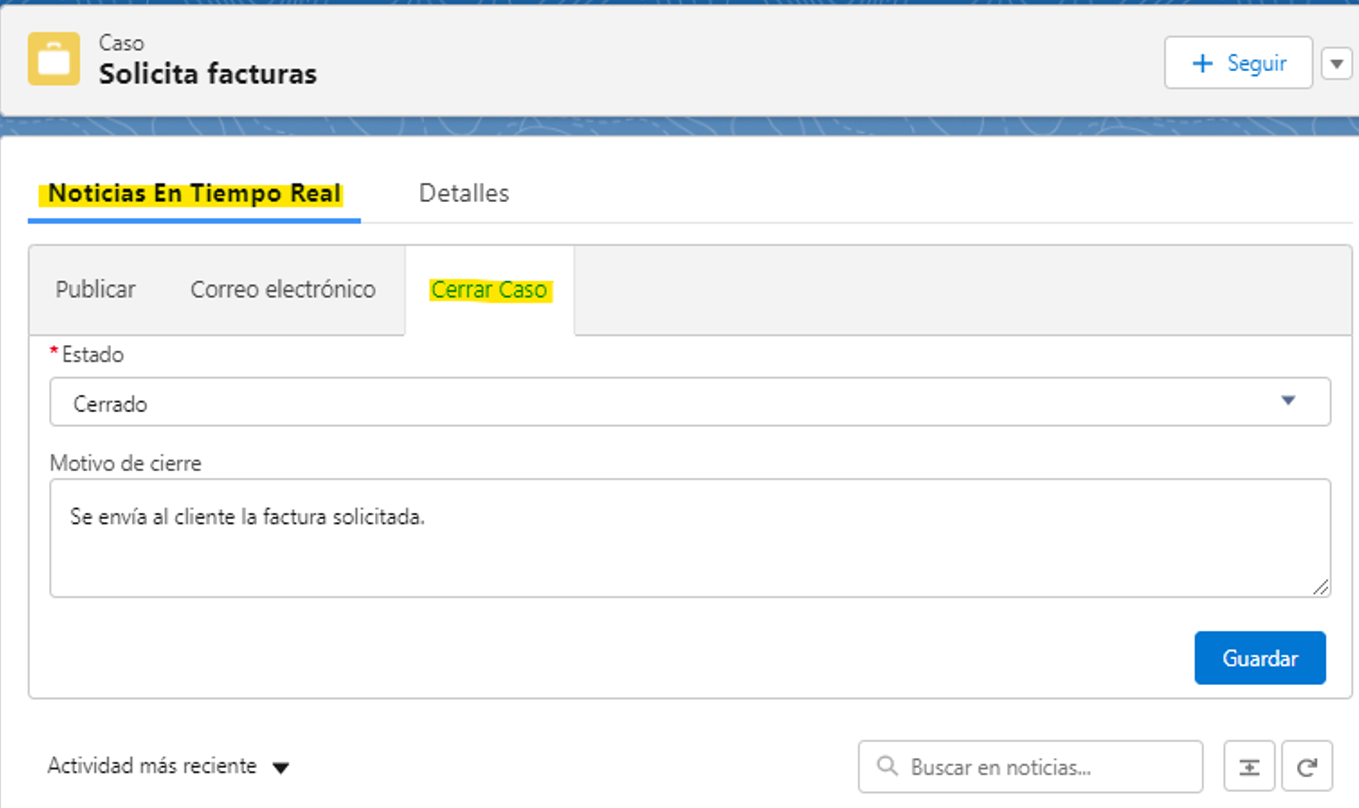 Caso
Solicita facturas
+ Seguir
Noticias En Tiempo Real
Detalles
Publicar
Correo electrónico
Cerrar Caso
*Estado
Cerrado
Motivo de cierre
Se envía al cliente la factura solicitada.
Guardar
Actividad más reciente
Buscar en noticias...